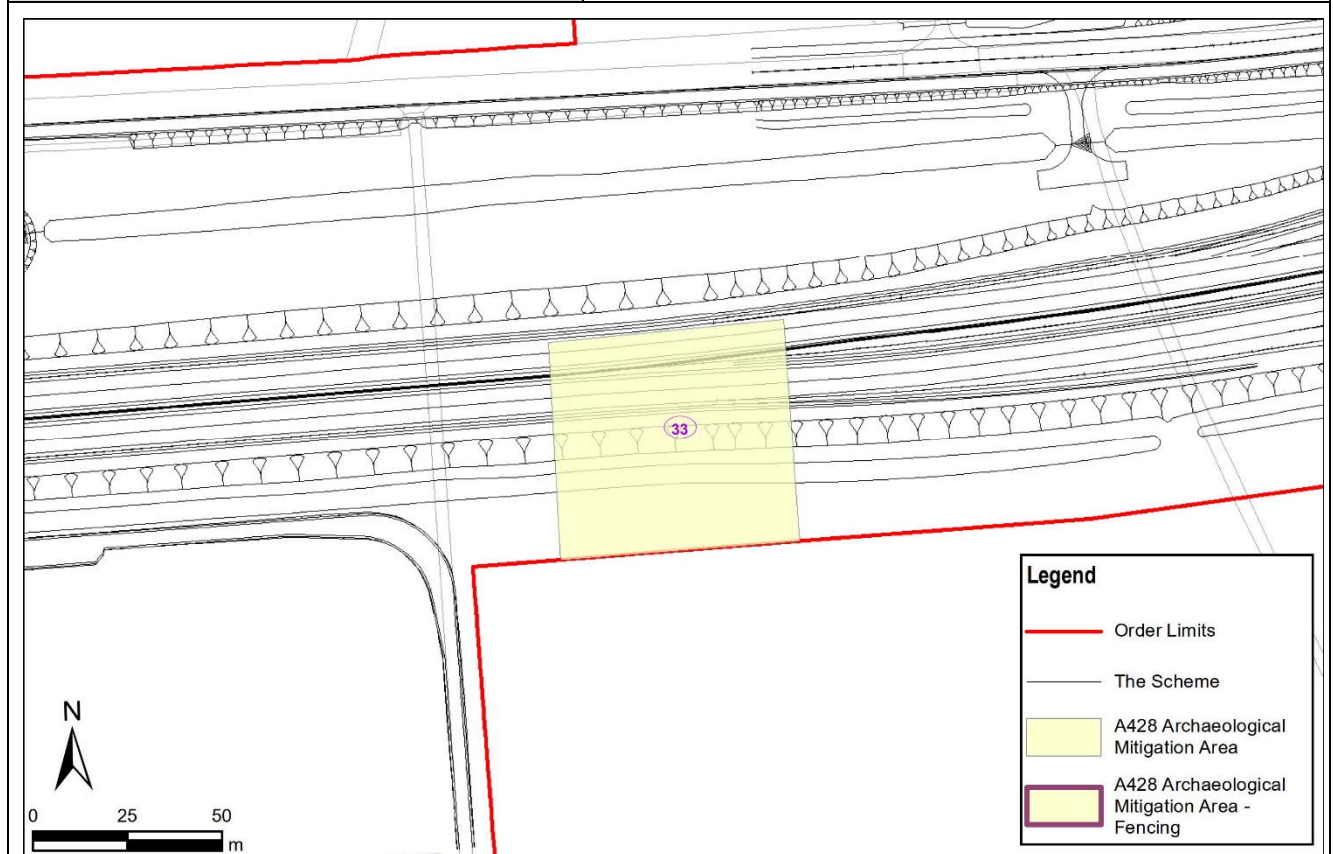 33
Legend
Order Limits
The Scheme
A428 Archaeological
Mitigation Area
A428 Archaeological
Mitigation Area -
Fencing
N
0 25 50
m